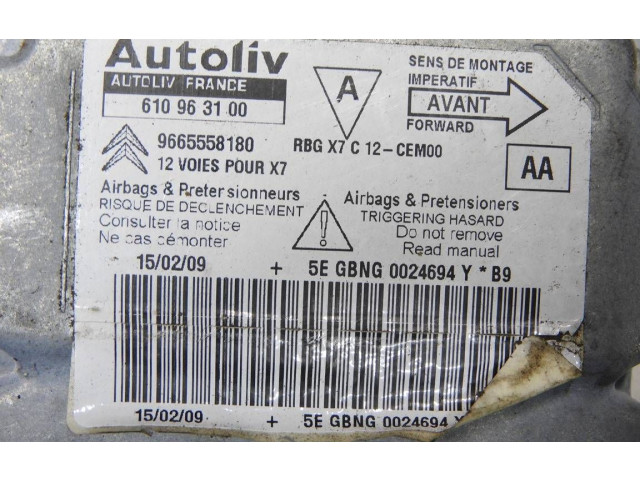 Autoliv
AUTOLIV FRANCE
610 96 31 00
A
SENS DE MONTAGE
IMPERATIF
AVANT
FORWARD
9665558180
RBG X7 C 12-CEM00
12 VOIES POUR X7
AA
Airbags & Pretersionneurs
RISQUE DE DECLENCHEMENT
Consulter la notice
Ne pas démonter
Airbags & Pretensioners
TRIGGERING HASARD
Do not remove
Read manual
15/02/09 + 5E GBNG 0024694 Y * B9
15/02/09 + 5E GBNG 0024694 Y